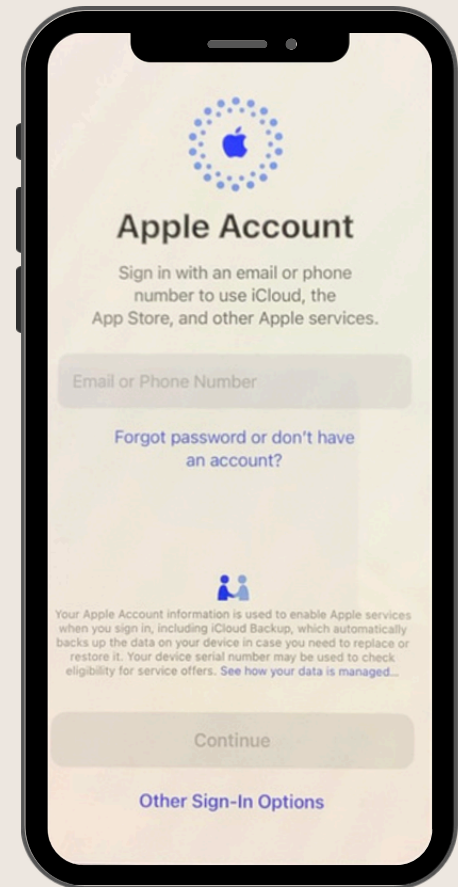 Apple Account
Sign in with an email or phone
number to use iCloud, the
App Store, and other Apple services.
Email or Phone Number
Forgot password or don't have
an account?
Your Apple Account information is used to enable Apple services
when you sign in, including iCloud Backup, which automatically
backs up the data on your device in case you need to replace or
restore it. Your device serial number may be used to check
eligibility for service offers. See how your data is managed...
Continue
Other Sign-In Options